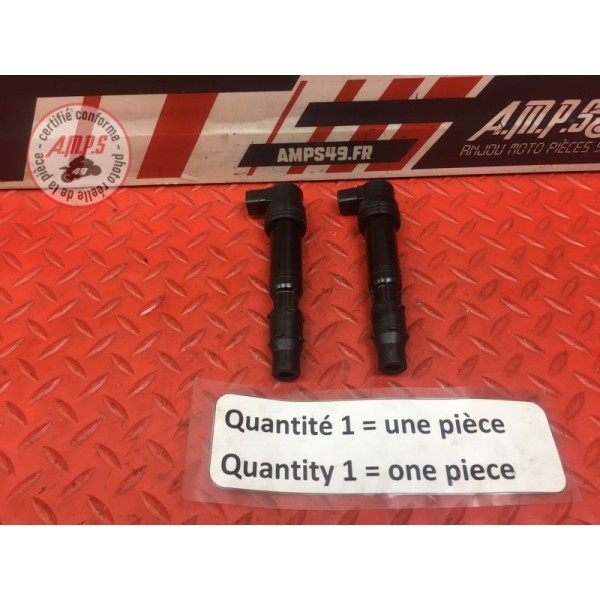 certifié conforme
A.M.P.S
49
photo réelle de la pièce
AMPS49.FR
A.M.P.S
ANJOU MOTO PIÈCES S
Quantité 1 = une pièce
Quantity 1 = one piece